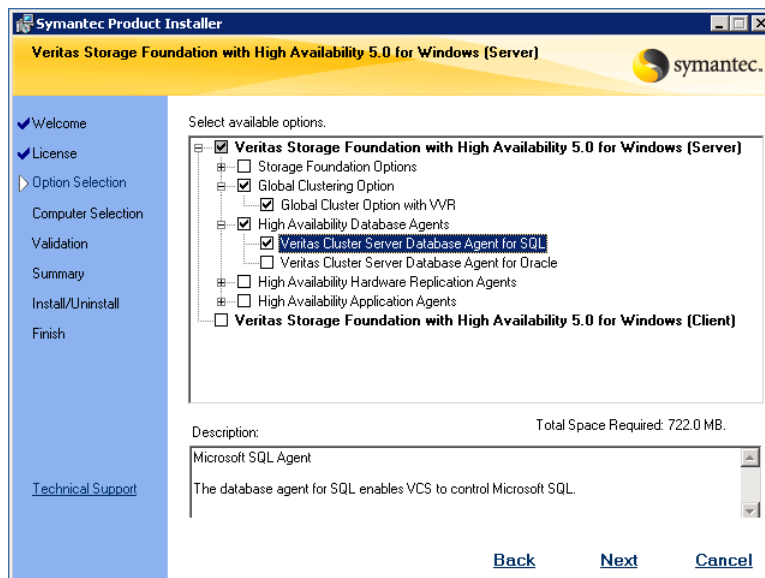 Symantec Product Installer
Veritas Storage Foundation with High Availability 5.0 for Windows (Server)
symantec.
Welcome
License
Option Selection
Computer Selection
Validation
Summary
Install/Uninstall
Finish
Technical Support
Select available options.
Veritas Storage Foundation with High Availability 5.0 for Windows (Server)
Storage Foundation Options
Global Clustering Option
Global Cluster Option with VVR
High Availability Database Agents
Veritas Cluster Server Database Agent for SQL
Veritas Cluster Server Database Agent for Oracle
High Availability Hardware Replication Agents
High Availability Application Agents
Veritas Storage Foundation with High Availability 5.0 for Windows (Client)
Total Space Required: 722.0 MB.
Description:
Microsoft SQL Agent
The database agent for SQL enables VCS to control Microsoft SQL.
Back Next Cancel